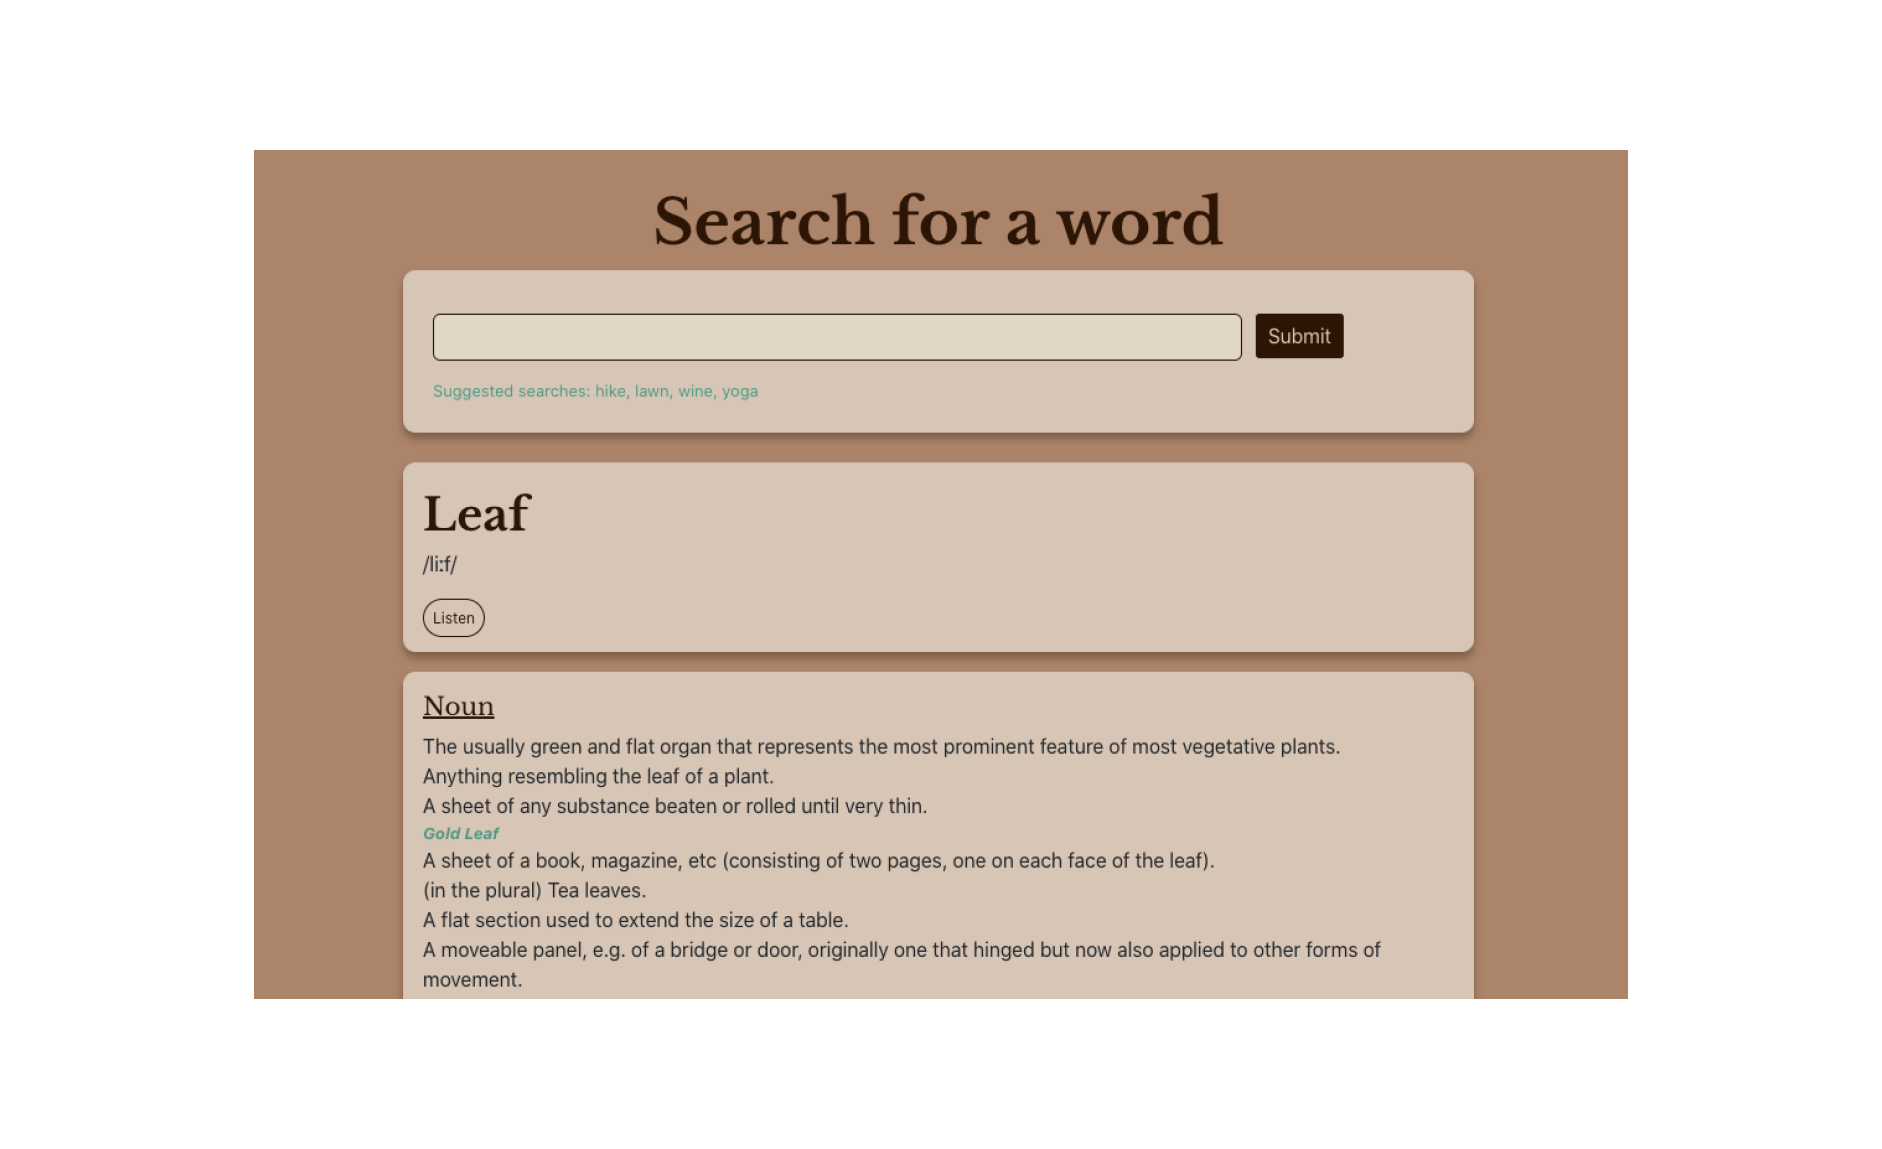 Search for a word
Submit
Suggested searches: hike, lawn, wine, yoga
Leaf
/liːf/
Listen
Noun
The usually green and flat organ that represents the most prominent feature of most vegetative plants.
Anything resembling the leaf of a plant.
A sheet of any substance beaten or rolled until very thin.
Gold Leaf
A sheet of a book, magazine, etc (consisting of two pages, one on each face of the leaf).
(in the plural) Tea leaves.
A flat section used to extend the size of a table.
A moveable panel, e.g. of a bridge or door, originally one that hinged but now also applied to other forms of
movement.